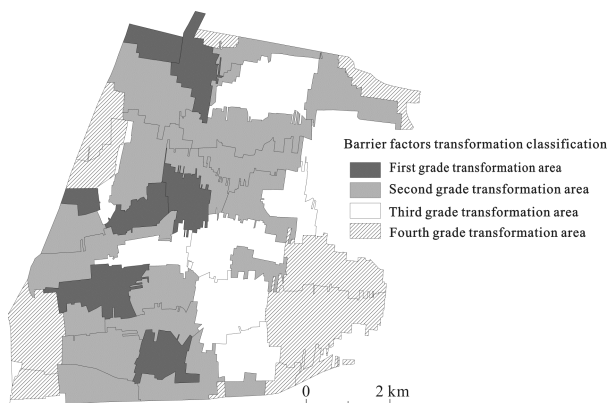 Barrier factors transformation classification
First grade transformation area
Second grade transformation area
Third grade transformation area
Fourth grade transformation area
0 2 km